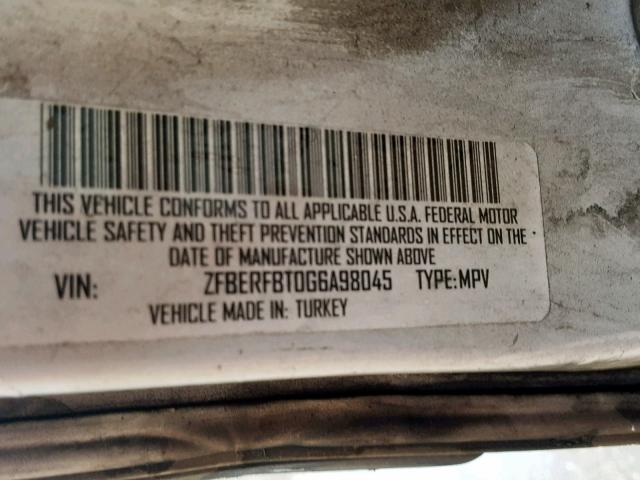 THIS VEHICLE CONFORMS TO ALL APPLICABLE U.S.A. FEDERAL MOTOR
VEHICLE SAFETY AND THEFT PREVENTION STANDARDS IN EFFECT ON THE
DATE OF MANUFACTURE SHOWN ABOVE
VIN: ZFBERFBT0G6A98045 TYPE:MPV
VEHICLE MADE IN: TURKEY